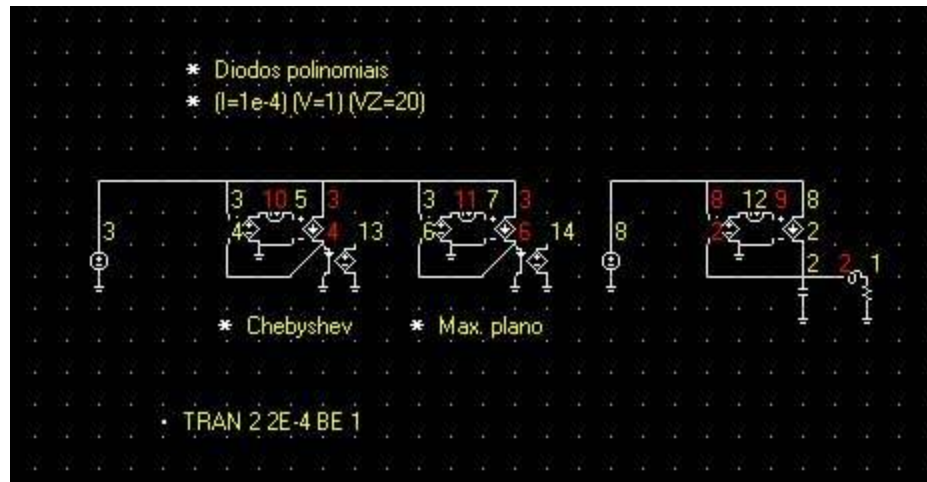 * Diodos polinomiais
* (I=1e-4) (V=1) (VZ=20)
3 10 5 3 3 11 7 3 8 12 9 8
3 4 4 13 6 6 14 8 2 2
2 2 1
* Chebyshev * Max. plano
. TRAN 2 2E-4 BE 1